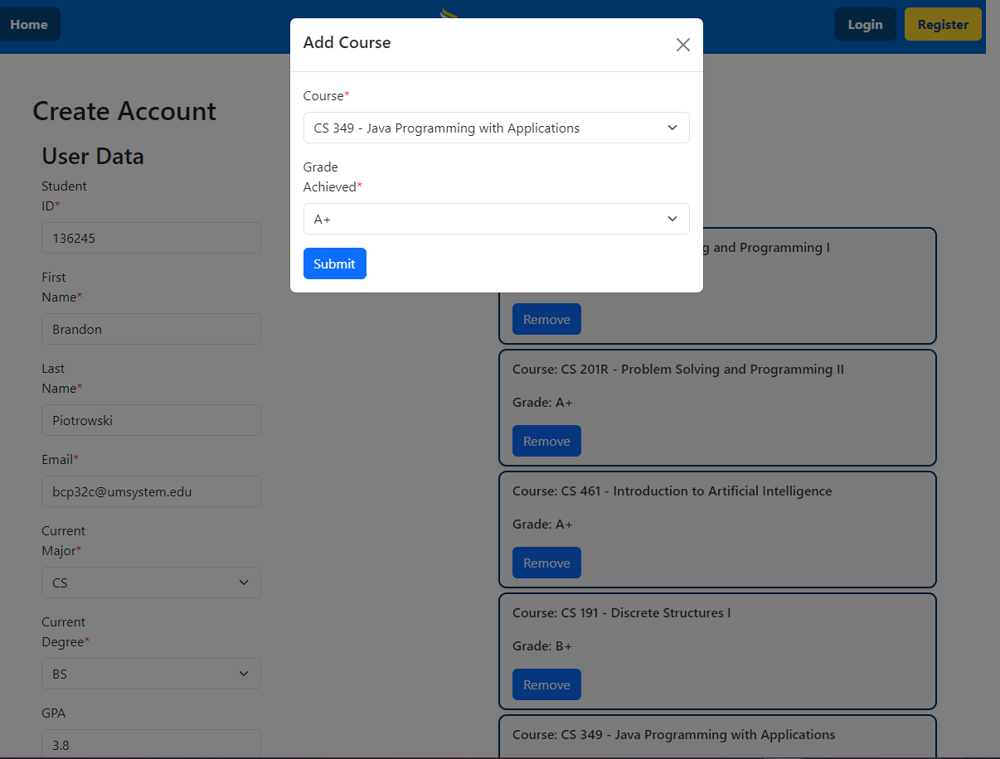 Home
Login
Register
Add Course
Course*
CS 349 - Java Programming with Applications
Grade
Achieved*
A+
Submit
Create Account
User Data
Student
ID*
136245
First
Name*
Brandon
Last
Name*
Piotrowski
Email*
bcp32c@umsystem.edu
Current
Major*
CS
Current
Degree*
BS
GPA
3.8
and Programming I
Remove
Course: CS 201R - Problem Solving and Programming II
Grade: A+
Remove
Course: CS 461 - Introduction to Artificial Intelligence
Grade: A+
Remove
Course: CS 191 - Discrete Structures I
Grade: B+
Remove
Course: CS 349 - Java Programming with Applications